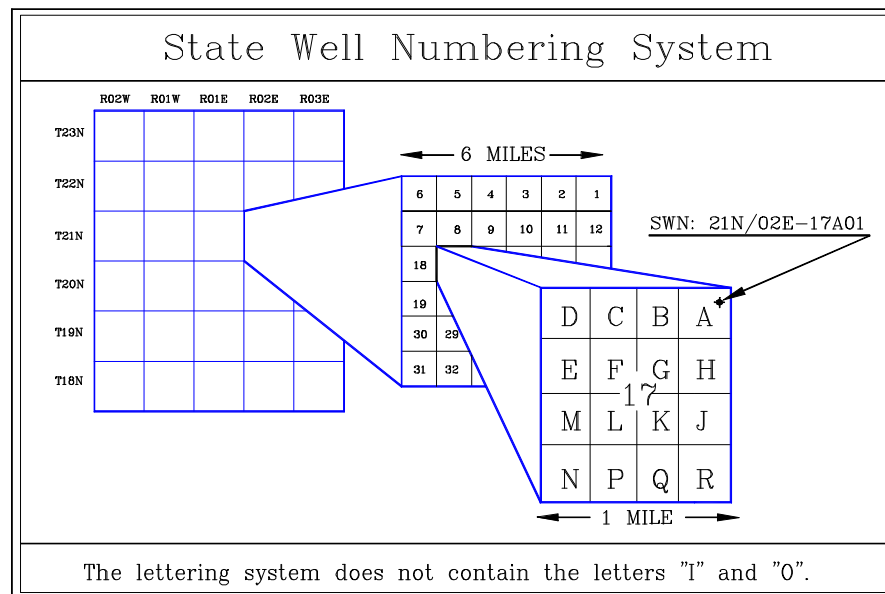 State Well Numbering System
R02W R01W R01E R02E R03E
T23N
T22N
T21N
T20N
T19N
T18N
6 MILES
6 5 4 3 2 1
7 8 9 10 11 12
18
19
30 29
31 32
SWN: 21N/02E-17A01
D C B A
E F G H
17
M L K J
N P Q R
1 MILE
The lettering system does not contain the letters "I" and "O".